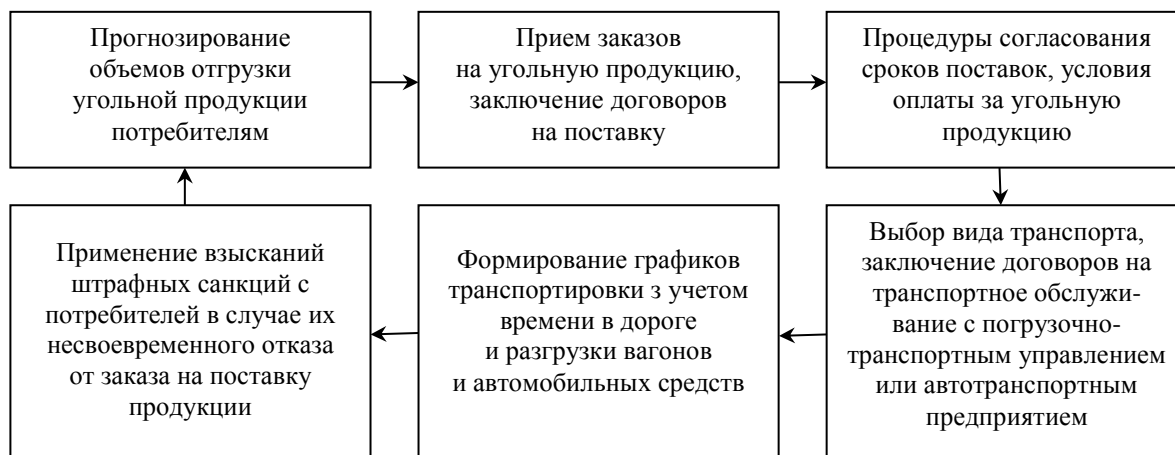 Прогнозирование
объемов отгрузки
угольной продукции
потребителям
Прием заказов
на угольную продукцию,
заключение договоров
на поставку
Процедуры согласования
сроков поставок, условия
оплаты за угольную
продукцию
Выбор вида транспорта,
заключение договоров на
транспортное обслужи-
вание с погрузочно-
транспортным управлением
или автотранспортным
предприятием
Формирование графиков
транспортировки з учетом
времени в дороге
и разгрузки вагонов
и автомобильных средств
Применение взысканий
штрафных санкций с
потребителей в случае их
несвоевременного отказа
от заказа на поставку
продукции